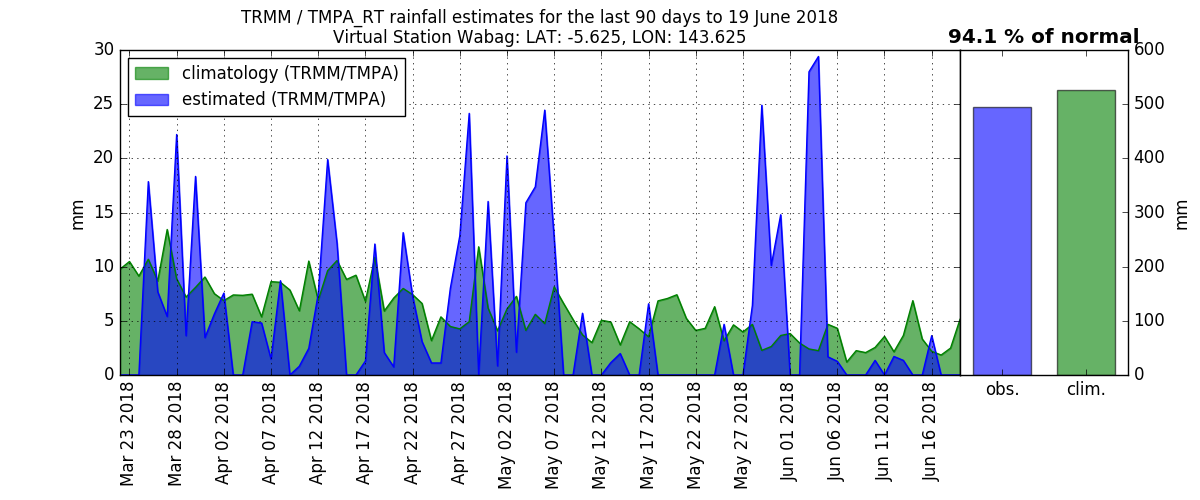 TRMM / TMPA_RT rainfall estimates for the last 90 days to 19 June 2018
Virtual Station Wabag: LAT: -5.625, LON: 143.625
94.1 % of normal
climatology (TRMM/TMPA)
estimated (TRMM/TMPA)
30
25
20
15
10
5
0
mm
Mar 23 2018
Mar 28 2018
Apr 02 2018
Apr 07 2018
Apr 12 2018
Apr 17 2018
Apr 22 2018
Apr 27 2018
May 02 2018
May 07 2018
May 12 2018
May 17 2018
May 22 2018
May 27 2018
Jun 01 2018
Jun 06 2018
Jun 11 2018
Jun 16 2018
obs.
clim.
600
500
400
300
200
100
0
mm